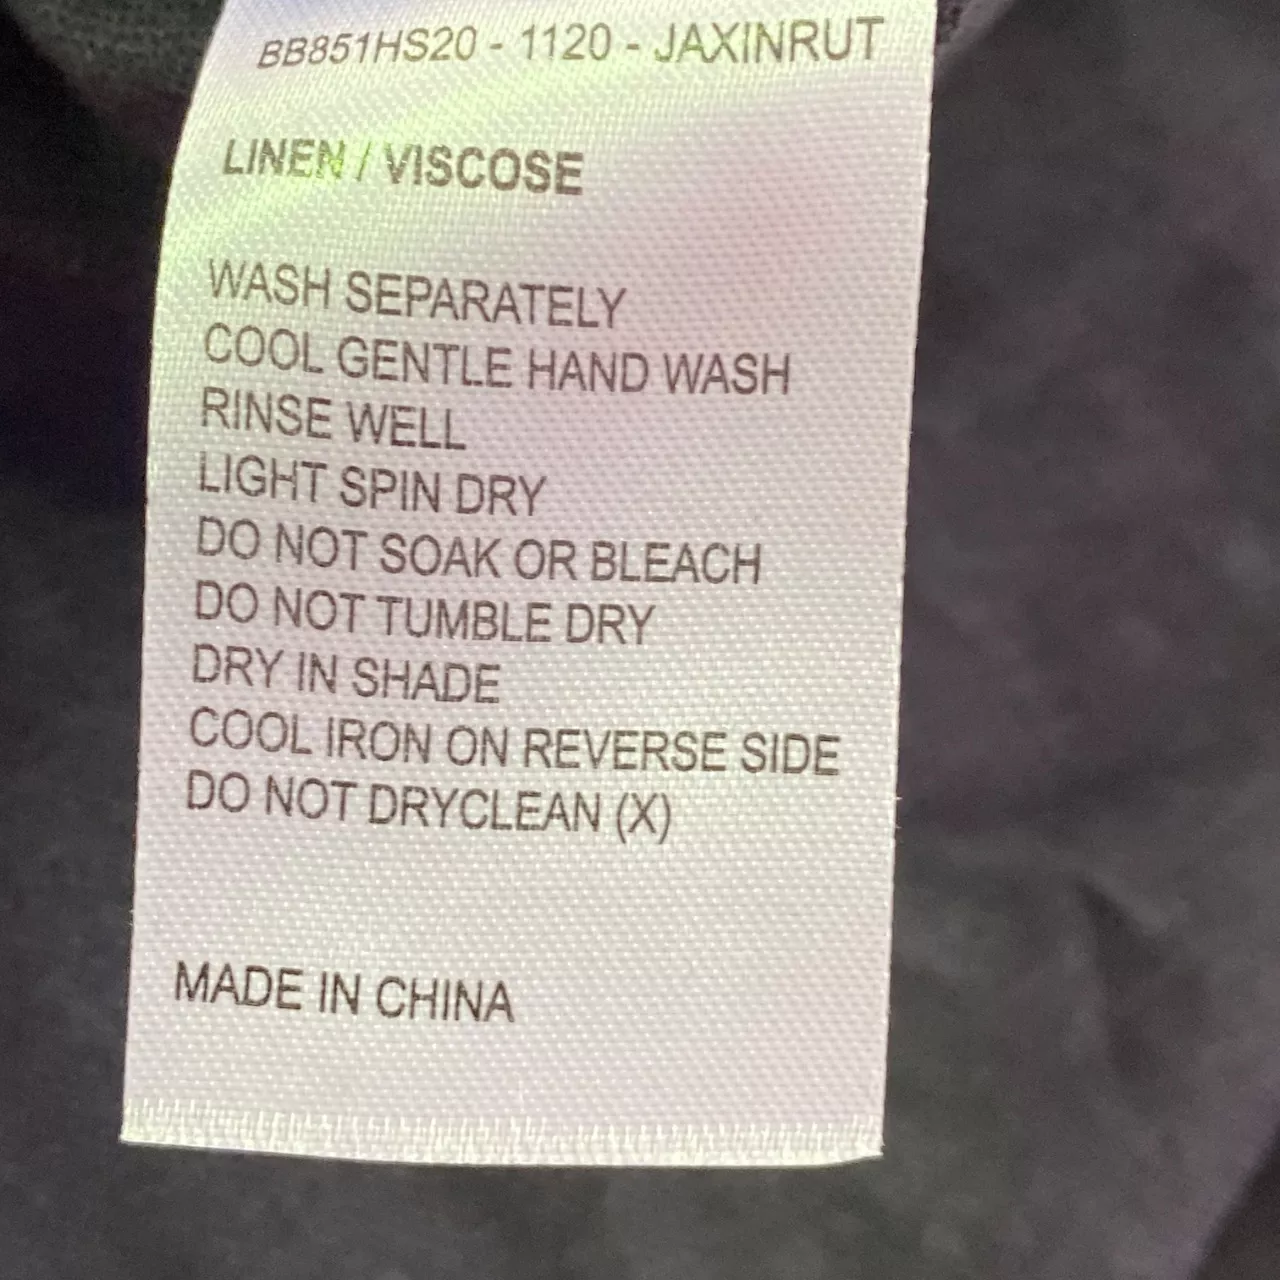 BB851HS20 - 1120 - JAXINRUT
LINEN / VISCOSE
WASH SEPARATELY
COOL GENTLE HAND WASH
RINSE WELL
LIGHT SPIN DRY
DO NOT SOAK OR BLEACH
DO NOT TUMBLE DRY
DRY IN SHADE
COOL IRON ON REVERSE SIDE
DO NOT DRYCLEAN (X)
MADE IN CHINA